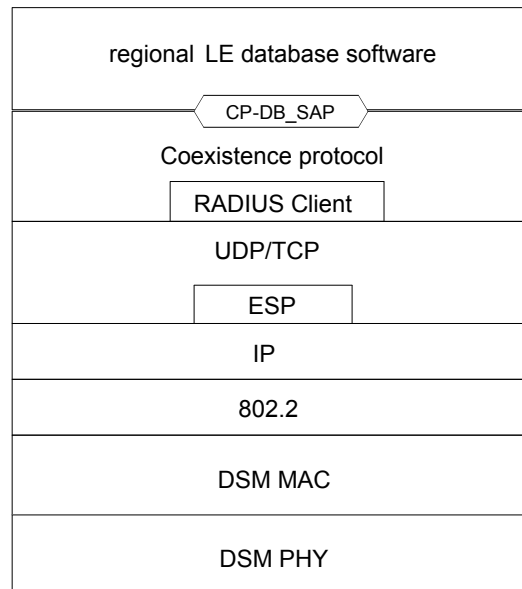 regional LE database software
CP-DB_SAP
Coexistence protocol
RADIUS Client
UDP/TCP
ESP
IP
802.2
DSM MAC
DSM PHY